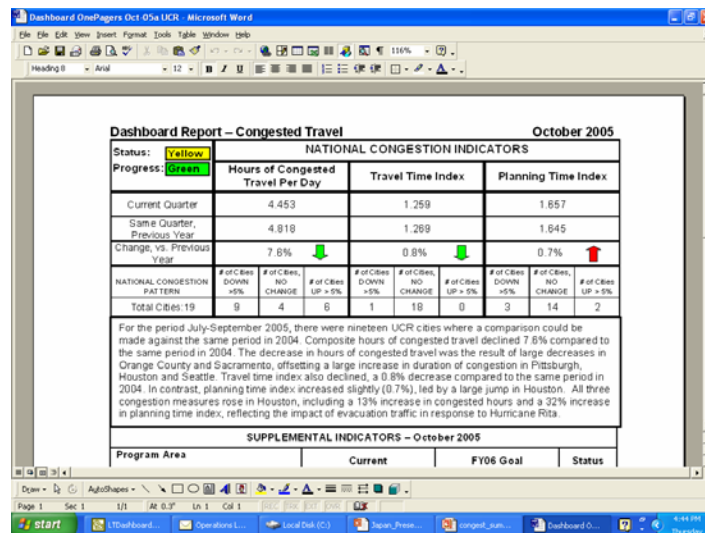 Dashboard OnePagers Oct-05a UCR - Microsoft Word
File Edit View Insert Format Tools Table Window Help
116%
Heading 8 Arial 12 B I U
Dashboard Report – Congested Travel October 2005
Status: Yellow
Progress: Green
NATIONAL CONGESTION INDICATORS
Hours of Congested Travel Per Day Travel Time Index Planning Time Index
Current Quarter 4.453 1.259 1.657
Same Quarter, Previous Year 4.818 1.269 1.645
Change, vs. Previous Year 7.6% 0.8% 0.7%
NATIONAL CONGESTION PATTERN # of Cities DOWN >5% # of Cities, NO CHANGE # of Cities UP > 5% # of Cities DOWN >5% # of Cities, NO CHANGE # of Cities UP > 5% # of Cities DOWN >5% # of Cities, NO CHANGE # of Cities UP > 5%
Total Cities: 19 9 4 6 1 18 0 3 14 2
For the period July-September 2005, there were nineteen UCR cities where a comparison could be
made against the same period in 2004. Composite hours of congested travel declined 7.6% compared to
the same period in 2004. The decrease in hours of congested travel was the result of large decreases in
Orange County and Sacramento, offsetting a large increase in duration of congestion in Pittsburgh,
Houston and Seattle. Travel time index also declined, a 0.8% decrease compared to the same period in
2004. In contrast, planning time index increased slightly (0.7%), led by a large jump in Houston. All three
congestion measures rose in Houston, including a 13% increase in congested hours and a 32% increase
in planning time index, reflecting the impact of evacuation traffic in response to Hurricane Rita.
SUPPLEMENTAL INDICATORS – October 2005
Program Area Current FY06 Goal Status
Draw AutoShapes
Page 1 Sec 1 1/1 At 0.3" Ln 1 Col 1 REC TRK EXT OVR
start LTDashboard... Operations L... Local Disk (C:) Japan_Prese... congest_sum... Dashboard O... 4:44 PM
Thursday